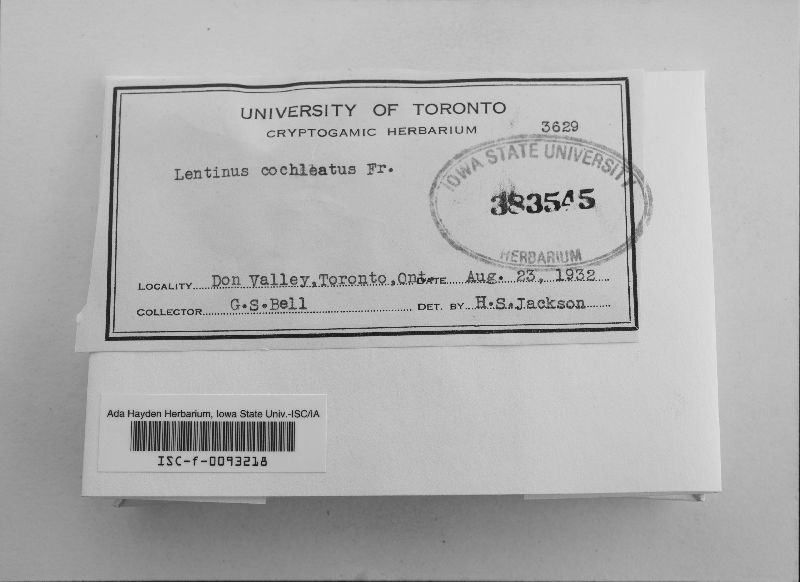 UNIVERSITY OF TORONTO
CRYPTOGAMIC HERBARIUM
3629
Lentinus cochleatus Fr.
IOWA STATE UNIVERSITY
383545
HERBARIUM
LOCALITY Don Valley, Toronto, Ont. DATE Aug. 23, 1932
COLLECTOR G.S.Bell DET. BY H.S.Jackson
Ada Hayden Herbarium, Iowa State Univ.-ISC/IA
ISC-f-0093218